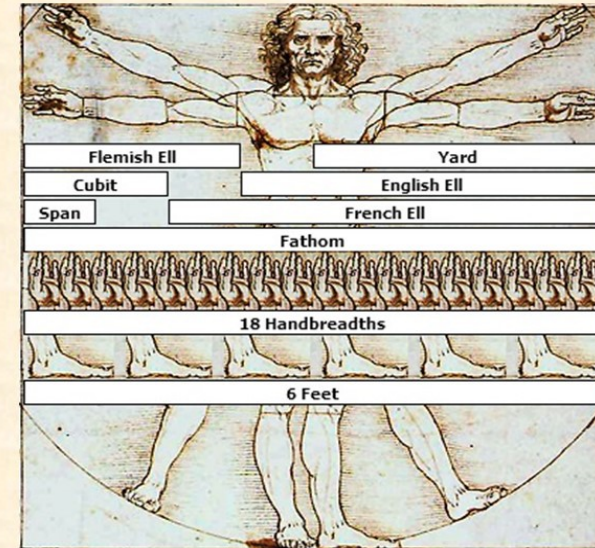 Flemish Ell Yard
Cubit English Ell
Span French Ell
Fathom
18 Handbreadths
6 Feet